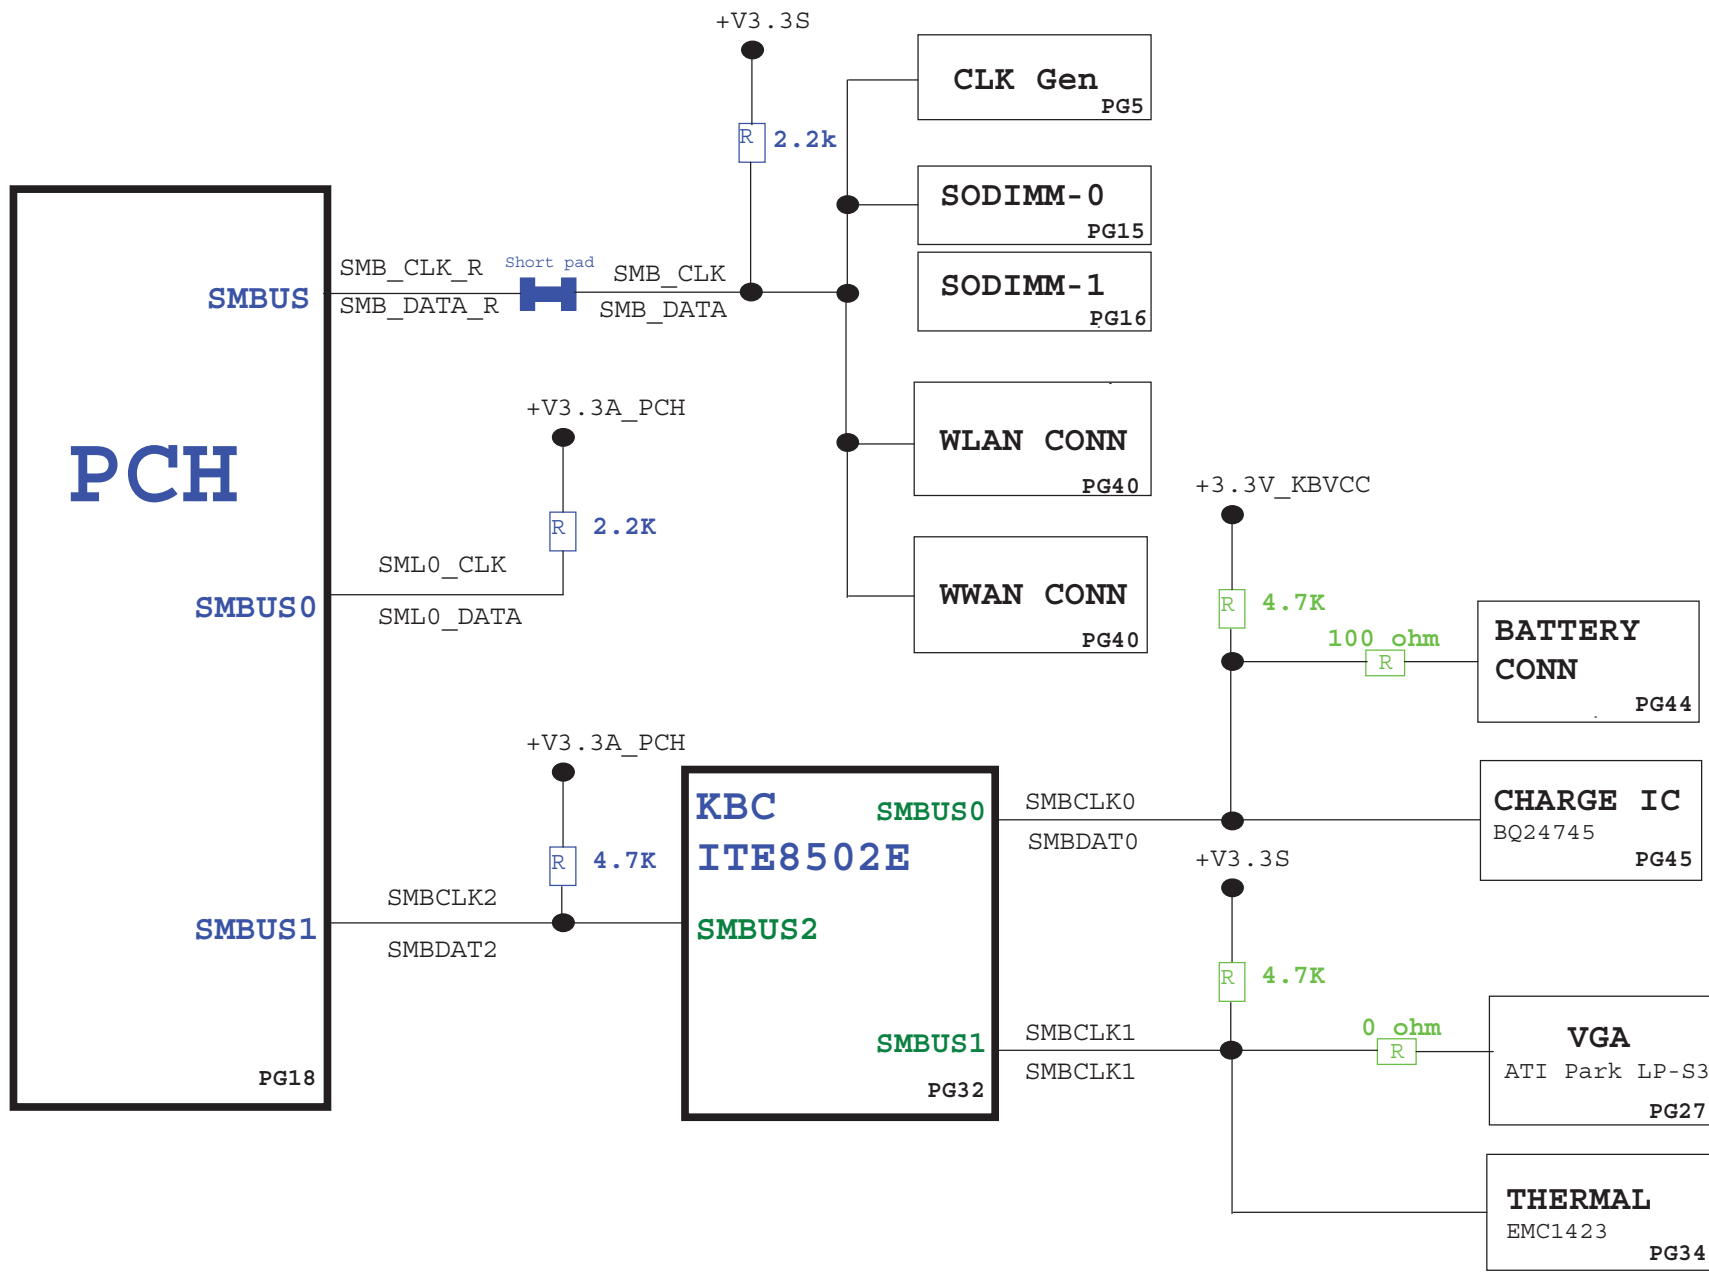 +V3.3S
R 2.2k
CLK Gen
PG5
SODIMM-0
PG15
SODIMM-1
PG16
WLAN CONN
PG40
WWAN CONN
PG40
PCH
SMBUS
SMB_CLK_R
SMB_DATA_R
Short pad
SMB_CLK
SMB_DATA
+V3.3A_PCH
R 2.2K
SMBUS0
SML0_CLK
SML0_DATA
+V3.3A_PCH
R 4.7K
SMBUS1
SMBCLK2
SMBDAT2
PG18
KBC
ITE8502E
SMBUS0
SMBUS2
SMBUS1
PG32
+3.3V_KBVCC
R 4.7K
100 ohm
R
BATTERY
CONN
PG44
SMBCLK0
SMBDAT0
CHARGE IC
BQ24745
PG45
+V3.3S
R 4.7K
SMBCLK1
SMBCLK1
0 ohm
R
VGA
ATI Park LP-S3
PG27
THERMAL
EMC1423
PG34